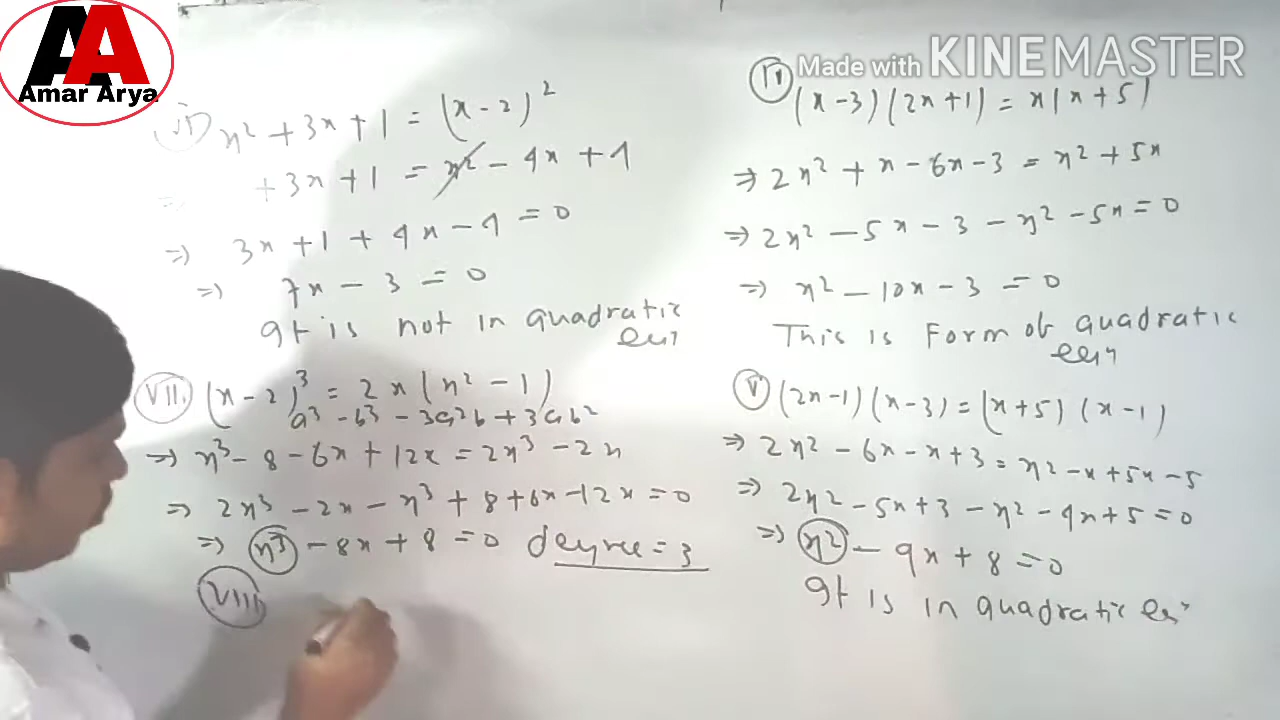 AA
Amar Arya
Made with KINEMASTER
VI) x² + 3x + 1 = (x - 2)²
⇒ + 3x + 1 = x² - 4x + 4
⇒ 3x + 1 + 4x - 4 = 0
⇒ 7x - 3 = 0
It is not in quadratic
eqn
VII. (x - 2)³ = 2x(x² - 1)
a³ - b³ - 3a²b + 3ab²
⇒ x³ - 8 - 6x + 12x = 2x³ - 2x
⇒ 2x³ - 2x - x³ + 8 + 6x - 12x = 0
⇒ x³ - 8x + 8 = 0 degree = 3
VIII
(x - 3)(2x + 1) = x(x + 5)
⇒ 2x² + x - 6x - 3 = x² + 5x
⇒ 2x² - 5x - 3 - x² - 5x = 0
⇒ x² - 10x - 3 = 0
This is Form of quadratic
eqn
V (2x - 1)(x - 3) = (x + 5)(x - 1)
⇒ 2x² - 6x - x + 3 = x² - x + 5x - 5
⇒ 2x² - 5x + 3 - x² - 4x + 5 = 0
⇒ x² - 9x + 8 = 0
It is in quadratic eqn